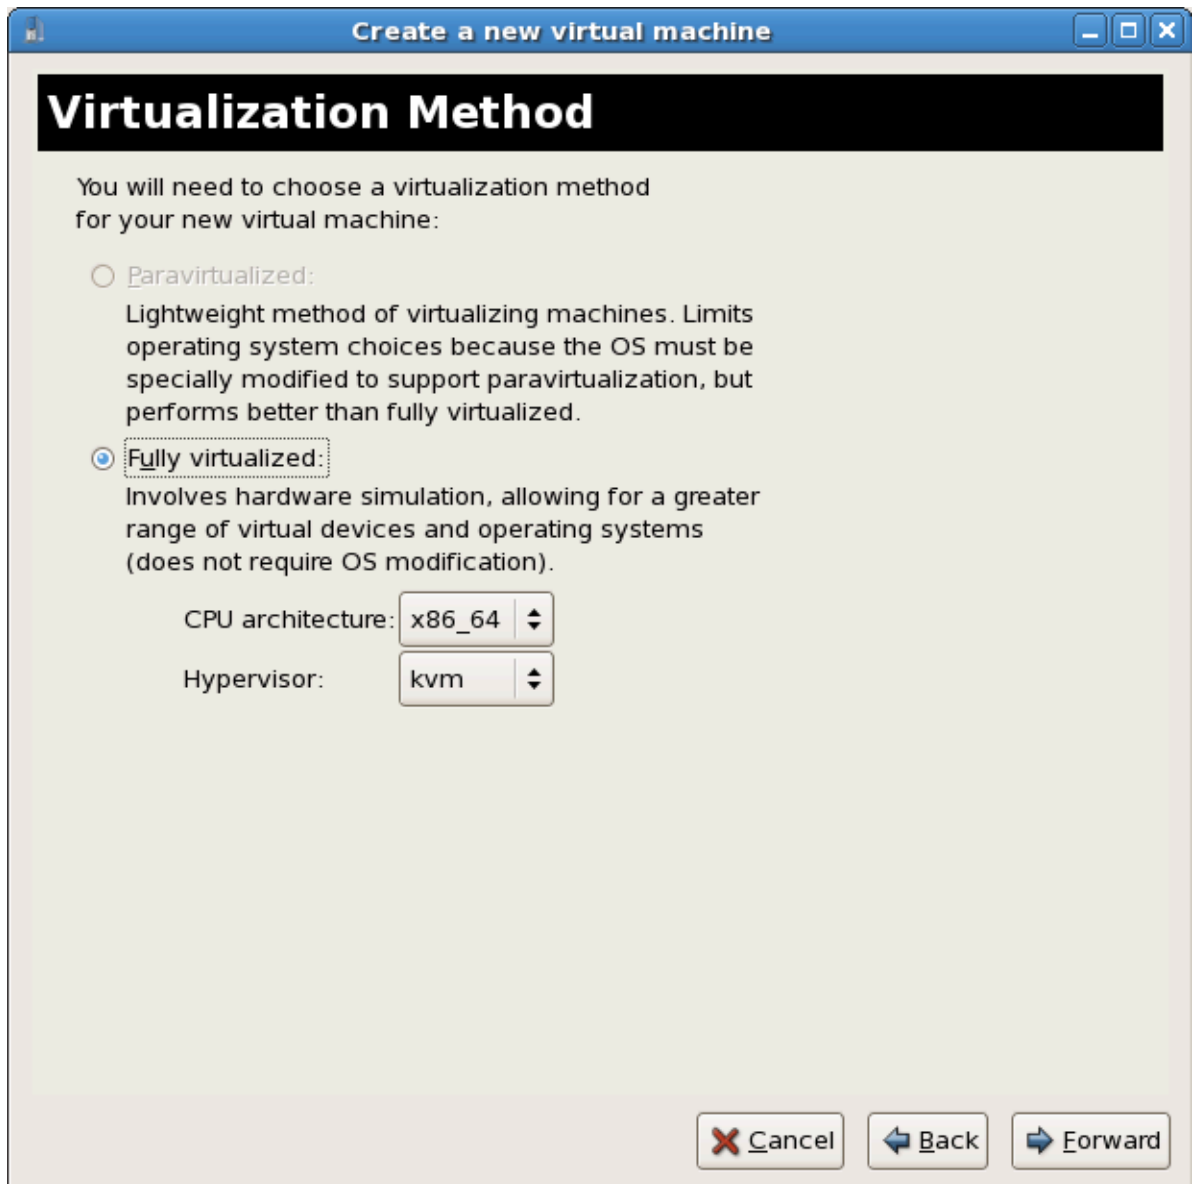 Create a new virtual machine
Virtualization Method
You will need to choose a virtualization method
for your new virtual machine:
Paravirtualized:
Lightweight method of virtualizing machines. Limits
operating system choices because the OS must be
specially modified to support paravirtualization, but
performs better than fully virtualized.
Fully virtualized:
Involves hardware simulation, allowing for a greater
range of virtual devices and operating systems
(does not require OS modification).
CPU architecture: x86_64
Hypervisor: kvm
Cancel Back Forward